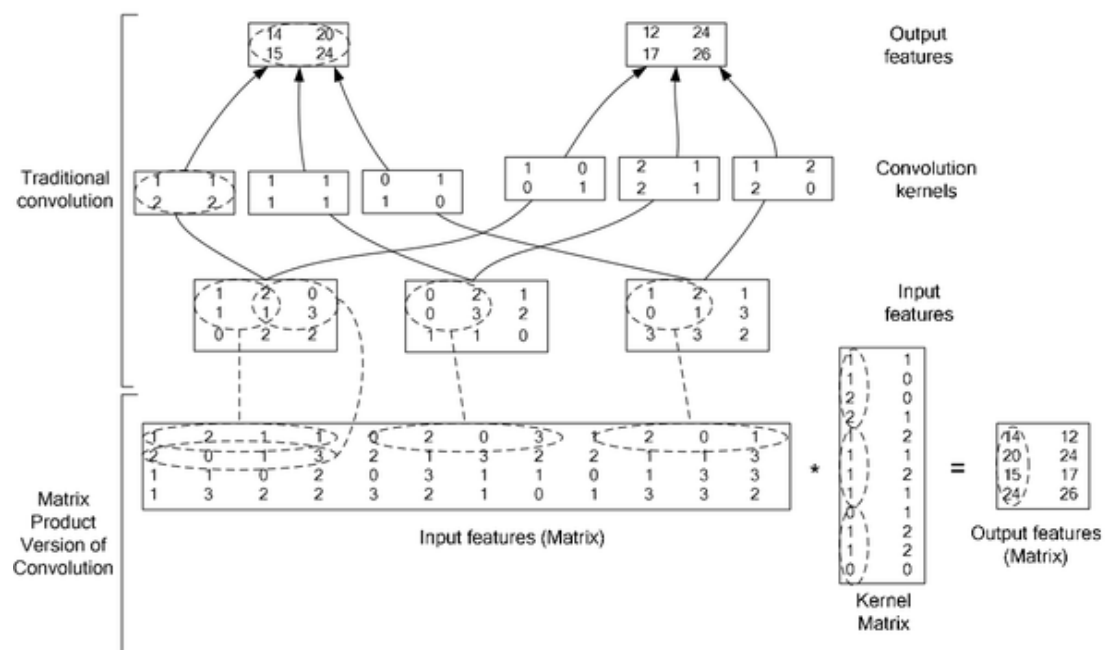 14 20
15 24
12 24
17 26
Output
features
Traditional
convolution
1 1
2 2
1 1
1 1
0 1
1 0
1 0
0 1
2 1
2 1
1 2
2 0
Convolution
kernels
1 2 0
1 1 3
0 2 2
0 2 1
0 3 2
1 1 0
1 2 1
0 1 3
3 3 2
Input
features
Matrix
Product
Version of
Convolution
1 2 1 1 0 2 0 3 1 2 0 1
2 0 1 3 2 1 3 2 2 1 1 3
1 1 0 2 0 3 1 1 0 1 3 3
1 3 2 2 3 2 1 0 1 3 3 2
Input features (Matrix)
*
1 1
1 0
2 0
2 1
1 2
1 1
1 2
1 1
0 1
1 2
1 2
0 0
Kernel
Matrix
=
14 12
20 24
15 17
24 26
Output features
(Matrix)